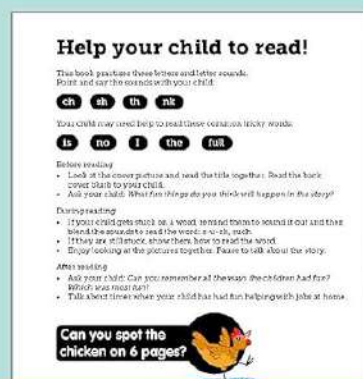 Help your child to read!
This book practises these letters and letter sounds.
Point and say the sounds with your child:
ch sh th nk
Your child may need help to read these common tricky words:
is no I the full
Before reading
• Look at the cover picture and read the title together. Read the back
cover blurb to your child.
• Ask your child: What fun things do you think will happen in the story?
During reading
• If your child gets stuck on a word, remind them to sound it out and then
blend the sounds to read the word: s-u-ch, such.
• If they are still stuck, show them how to read the word.
• Enjoy looking at the pictures together. Pause to talk about the story.
After reading
• Ask your child: Can you remember all the ways the children had fun?
Which was most fun?
• Talk about times when your child has had fun helping with jobs at home.
Can you spot the
chicken on 6 pages?